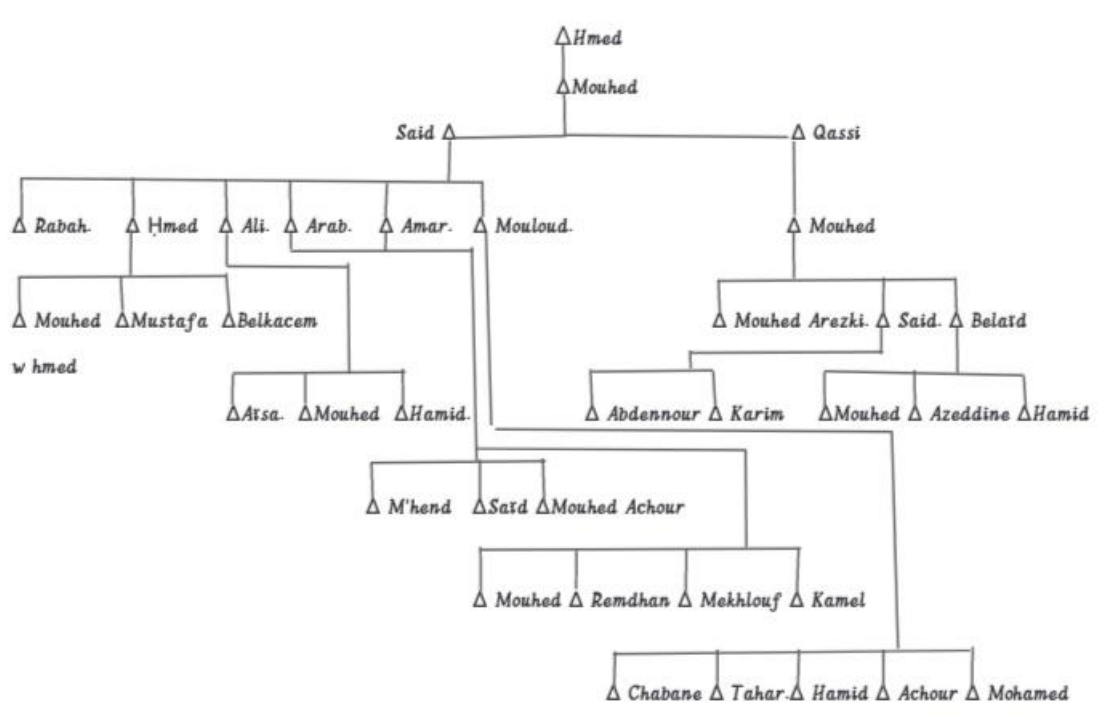 Hmed
Mouhed
Said Qassi
Rabah. Ḥmed Ali. Arab. Amar. Mouloud. Mouhed
Mouhed Mustafa Belkacem Mouhed Arezki. Said. Belaïd
w hmed
Aïsa. Mouhed Hamid. Abdennour Karim Mouhed Azeddine Hamid
M'hend Saïd Mouhed Achour
Mouhed Remdhan Mekhlouf Kamel
Chabane Tahar. Hamid Achour Mohamed